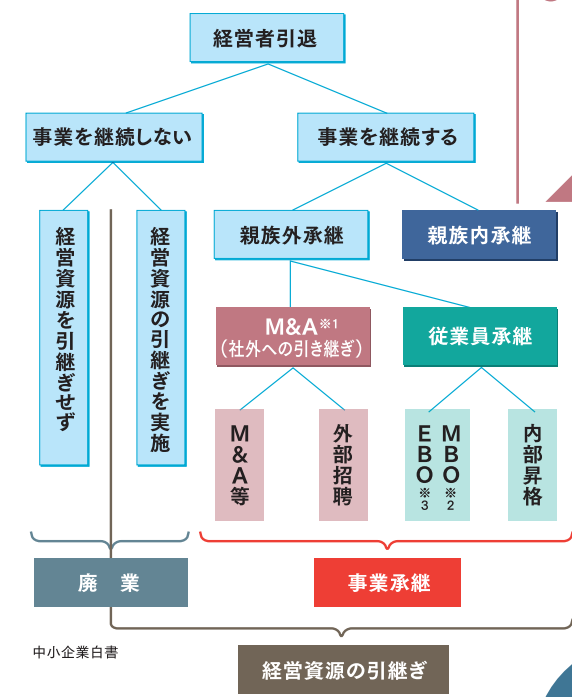 経営者引退
事業を継続しない
事業を継続する
経営資源を引継ぎせず
経営資源の引継ぎを実施
親族外承継
親族内承継
M&A※1
(社外への引き継ぎ)
従業員承継
M&A等
外部招聘
MBO※2
EBO※3
内部昇格
廃 業
事業承継
中小企業白書
経営資源の引継ぎ